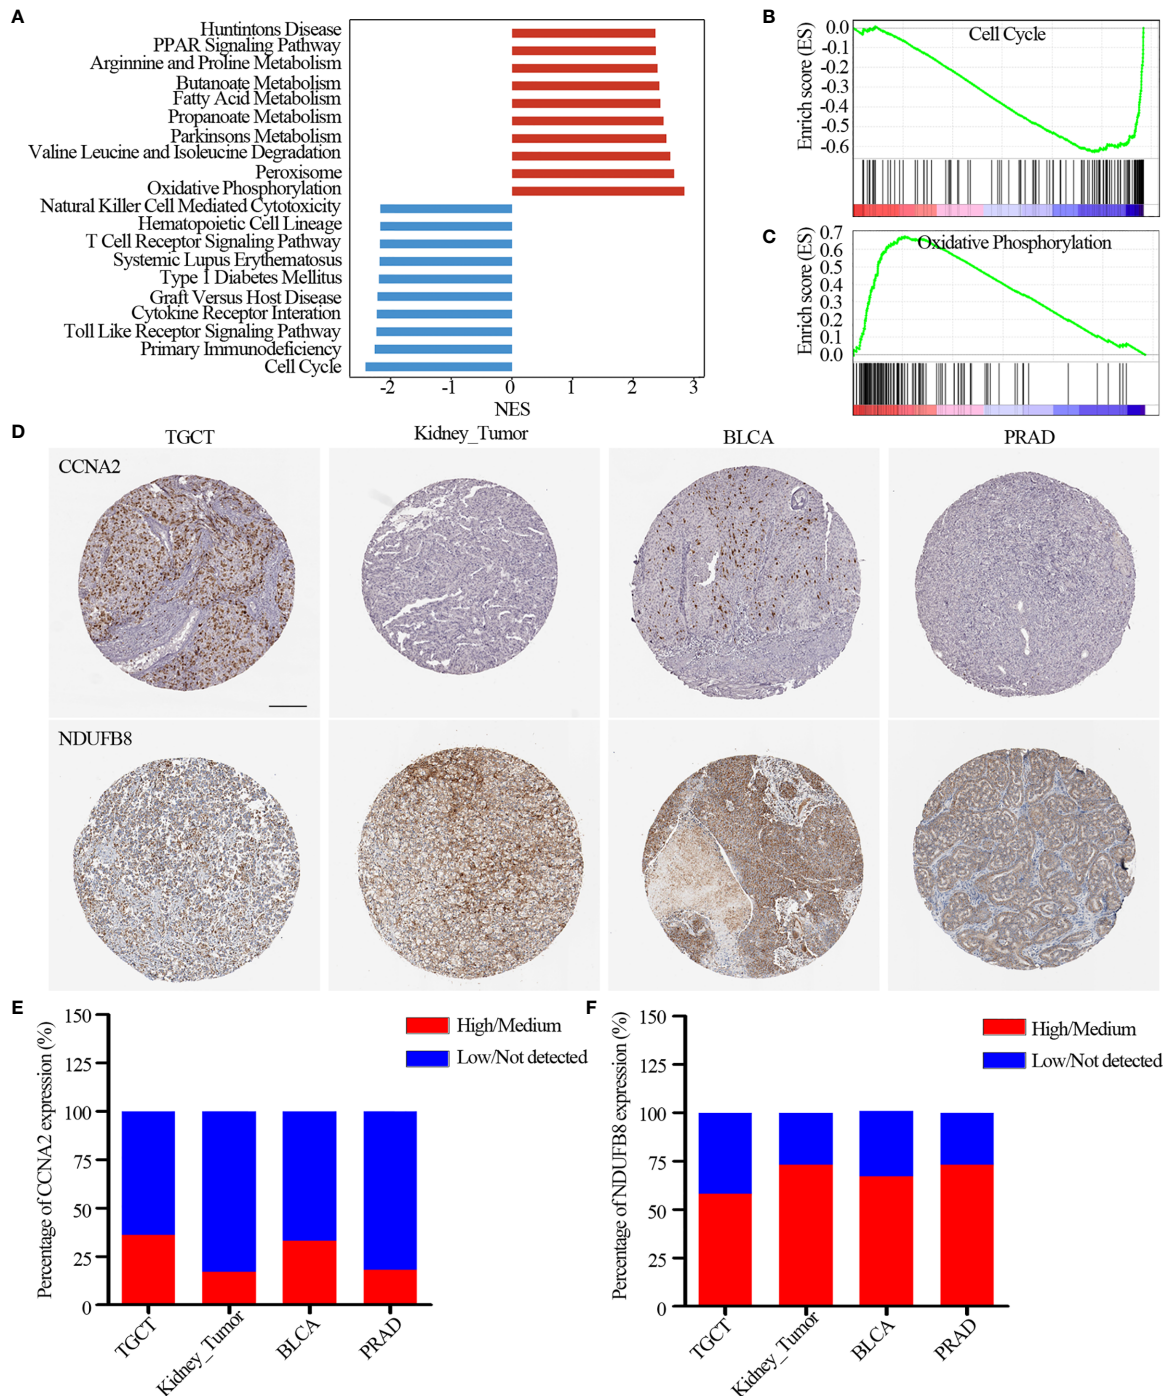 A
Huntintons Disease
PPAR Signaling Pathway
Arginnine and Proline Metabolism
Butanoate Metabolism
Fatty Acid Metabolism
Propanoate Metabolism
Parkinsons Metabolism
Valine Leucine and Isoleucine Degradation
Peroxisome
Oxidative Phosphorylation
Natural Killer Cell Mediated Cytotoxicity
Hematopoietic Cell Lineage
T Cell Receptor Signaling Pathway
Systemic Lupus Erythematosus
Type 1 Diabetes Mellitus
Graft Versus Host Disease
Cytokine Receptor Interation
Toll Like Receptor Signaling Pathway
Primary Immunodeficiency
Cell Cycle
-2 -1 0 1 2 3
NES
B
Cell Cycle
Enrich score (ES)
0.0
-0.1
-0.2
-0.3
-0.4
-0.5
-0.6
C
Oxidative Phosphorylation
Enrich score (ES)
0.7
0.6
0.5
0.4
0.3
0.2
0.1
0.0
D
TGCT Kidney_Tumor BLCA PRAD
CCNA2
NDUFB8
E
Percentage of CCNA2 expression (%)
150
125
100
75
50
25
0
High/Medium
Low/Not detected
TGCT Kidney_Tumor BLCA PRAD
F
Percentage of NDUFB8 expression (%)
150
125
100
75
50
25
0
High/Medium
Low/Not detected
TGCT Kidney_Tumor BLCA PRAD